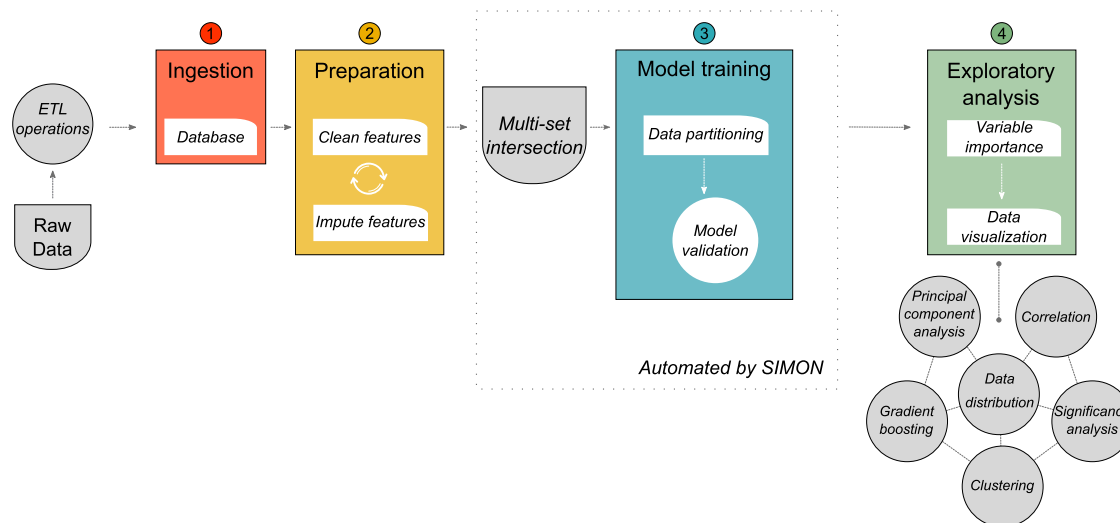 1
Ingestion
Database
2
Preparation
Clean features
Impute features
3
Model training
Data partitioning
Model
validation
4
Exploratory
analysis
Variable
importance
Data
visualization
ETL
operations
Raw
Data
Multi-set
intersection
Automated by SIMON
Principal
component
analysis
Correlation
Data
distribution
Gradient
boosting
Significanc
analysis
Clustering